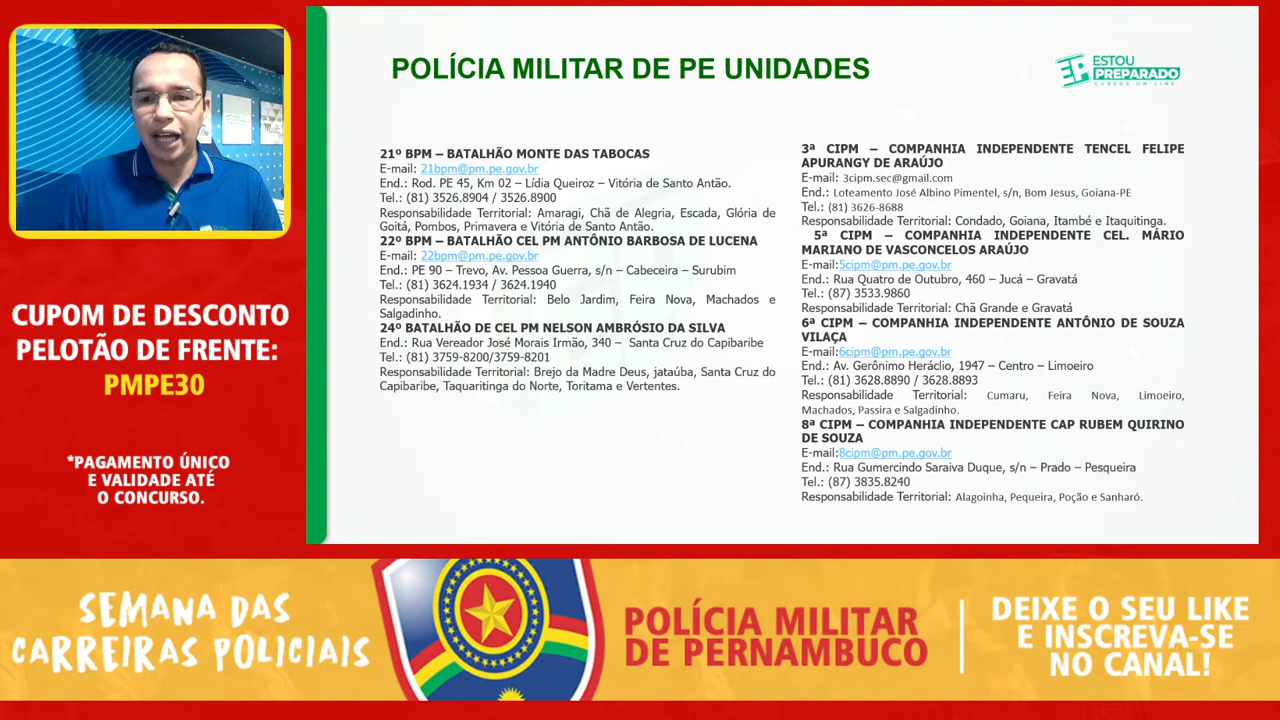 POLÍCIA MILITAR DE PE UNIDADES
ESTOU
PREPARADO
CURSOS ON-LINE
21º BPM – BATALHÃO MONTE DAS TABOCAS
E-mail: 21bpm@pm.pe.gov.br
End.: Rod. PE 45, Km 02 – Lídia Queiroz – Vitória de Santo Antão.
Tel.: (81) 3526.8904 / 3526.8900
Responsabilidade Territorial: Amaragi, Chã de Alegria, Escada, Glória de
Goitá, Pombos, Primavera e Vitória de Santo Antão.
22º BPM – BATALHÃO CEL PM ANTÔNIO BARBOSA DE LUCENA
E-mail: 22bpm@pm.pe.gov.br
End.: PE 90 – Trevo, Av. Pessoa Guerra, s/n – Cabeceira – Surubim
Tel.: (81) 3624.1934 / 3624.1940
Responsabilidade Territorial: Belo Jardim, Feira Nova, Machados e
Salgadinho.
24º BATALHÃO DE CEL PM NELSON AMBRÓSIO DA SILVA
End.: Rua Vereador José Morais Irmão, 340 – Santa Cruz do Capibaribe
Tel.: (81) 3759-8200/3759-8201
Responsabilidade Territorial: Brejo da Madre Deus, jataúba, Santa Cruz do
Capibaribe, Taquaritinga do Norte, Toritama e Vertentes.
3ª CIPM – COMPANHIA INDEPENDENTE TENCEL FELIPE
APURANGY DE ARAÚJO
E-mail: 3cipm.sec@gmail.com
End.: Loteamento José Albino Pimentel, s/n, Bom Jesus, Goiana-PE
Tel.: (81) 3626-8688
Responsabilidade Territorial: Condado, Goiana, Itambé e Itaquitinga.
5ª CIPM – COMPANHIA INDEPENDENTE CEL. MÁRIO
MARIANO DE VASCONCELOS ARAÚJO
E-mail:5cipm@pm.pe.gov.br
End.: Rua Quatro de Outubro, 460 – Jucá – Gravatá
Tel.: (87) 3533.9860
Responsabilidade Territorial: Chã Grande e Gravatá
6ª CIPM – COMPANHIA INDEPENDENTE ANTÔNIO DE SOUZA
VILAÇA
E-mail:6cipm@pm.pe.gov.br
End.: Av. Gerônimo Heráclio, 1947 – Centro – Limoeiro
Tel.: (81) 3628.8890 / 3628.8893
Responsabilidade Territorial: Cumaru, Feira Nova, Limoeiro,
Machados, Passira e Salgadinho.
8ª CIPM – COMPANHIA INDEPENDENTE CAP RUBEM QUIRINO
DE SOUZA
E-mail:8cipm@pm.pe.gov.br
End.: Rua Gumercindo Saraiva Duque, s/n – Prado – Pesqueira
Tel.: (87) 3835.8240
Responsabilidade Territorial: Alagoinha, Pequeira, Poção e Sanharó.
CUPOM DE DESCONTO
PELOTÃO DE FRENTE:
PMPE30
*PAGAMENTO ÚNICO
E VALIDADE ATÉ
O CONCURSO.
SEMANA DAS
CARREIRAS POLICIAIS
POLÍCIA MILITAR
DE PERNAMBUCO
DEIXE O SEU LIKE
E INSCREVA-SE
NO CANAL!